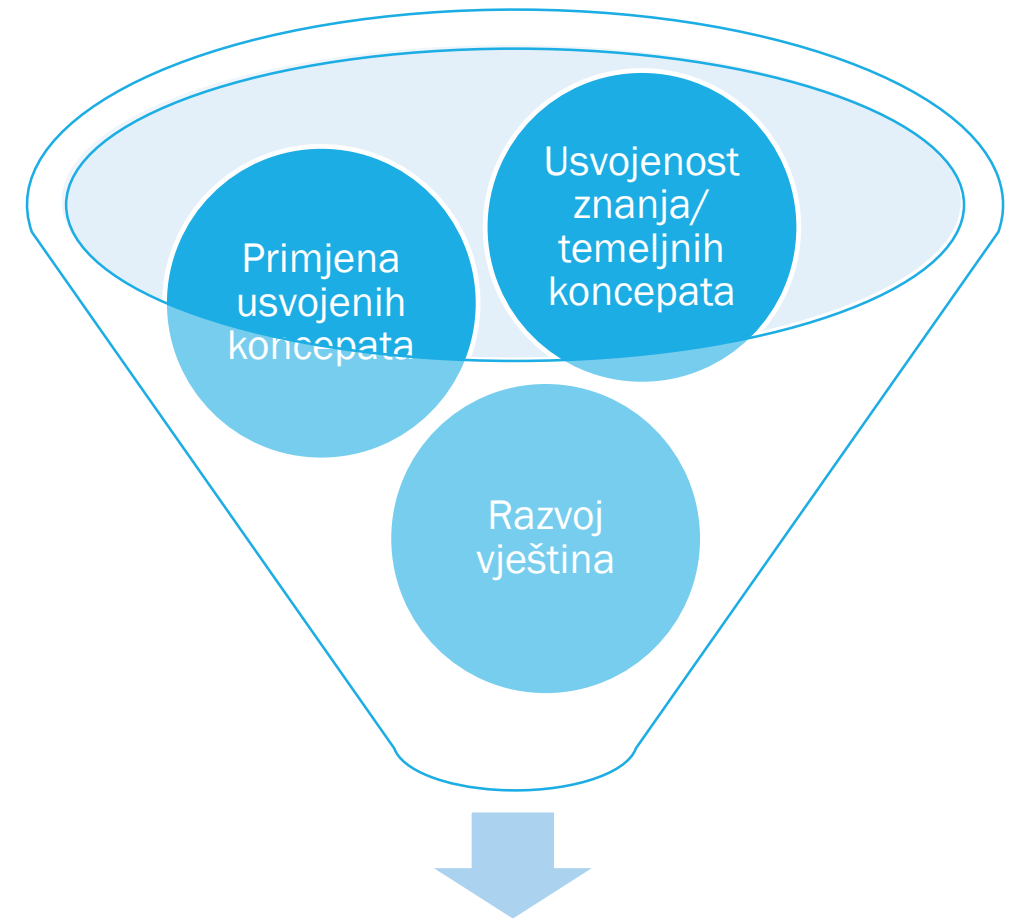 Usvojenost
znanja/
temeljnih
koncepata
Primjena
usvojenih
koncepata
Razvoj
vještina